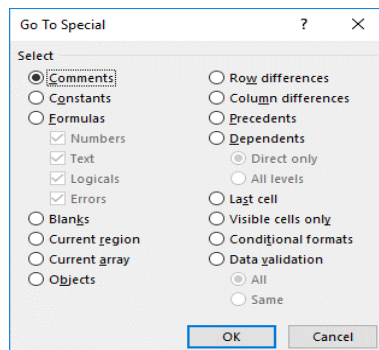 Go To Special ? ×
Select
Comments
Constants
Formulas
Numbers
Text
Logicals
Errors
Blanks
Current region
Current array
Objects
Row differences
Column differences
Precedents
Dependents
Direct only
All levels
Last cell
Visible cells only
Conditional formats
Data validation
All
Same
OK
Cancel